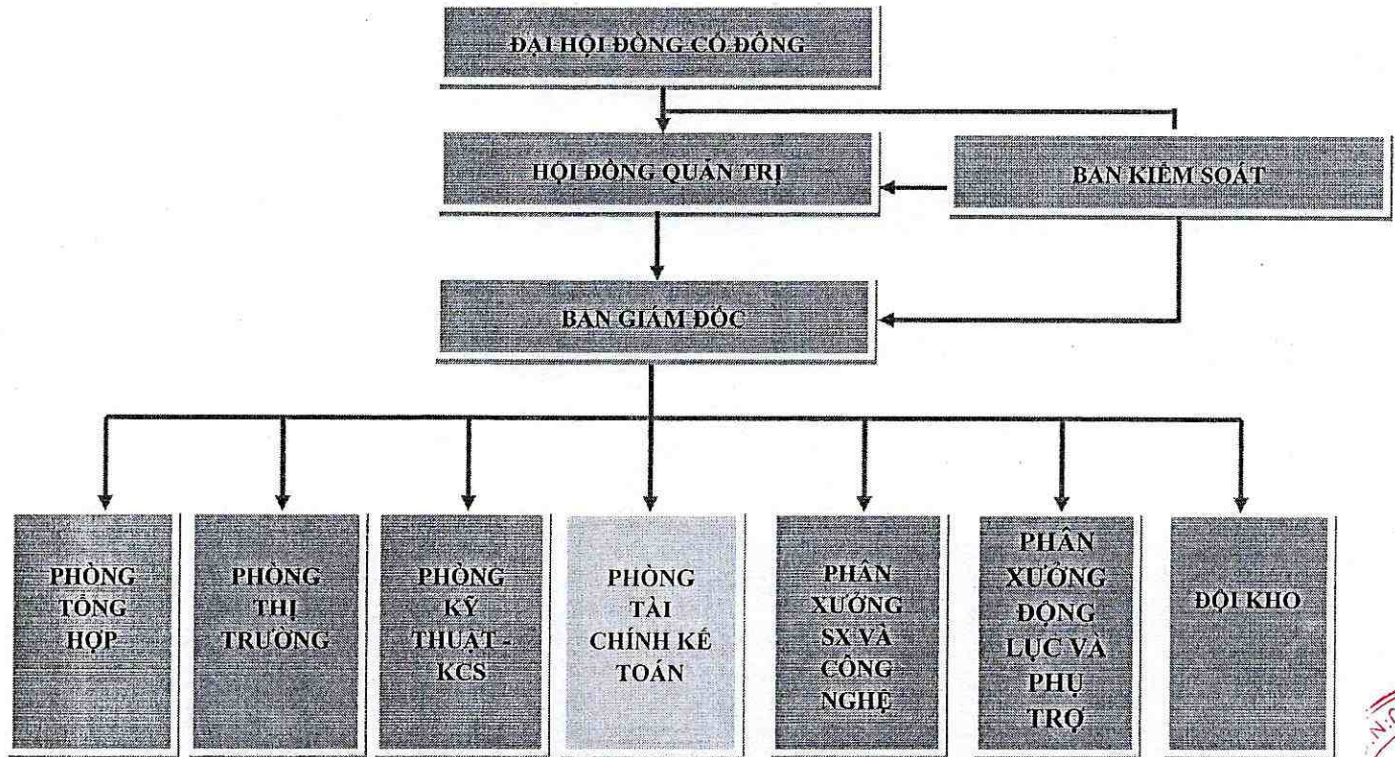 ĐẠI HỘI ĐỒNG CỔ ĐÔNG
HỘI ĐỒNG QUẢN TRỊ
BAN KIỂM SOÁT
BAN GIÁM ĐỐC
PHÒNG
TỔNG
HỢP
PHÒNG
THỊ
TRƯỜNG
PHÒNG
KỸ
THUẬT -
KCS
PHÒNG
TÀI
CHÍNH KẾ
TOÁN
PHÂN
XƯỞNG
SX VÀ
CÔNG
NGHỆ
PHÂN
XƯỞNG
ĐỘNG
LỰC VÀ
PHỤ
TRỢ
ĐỘI KHO